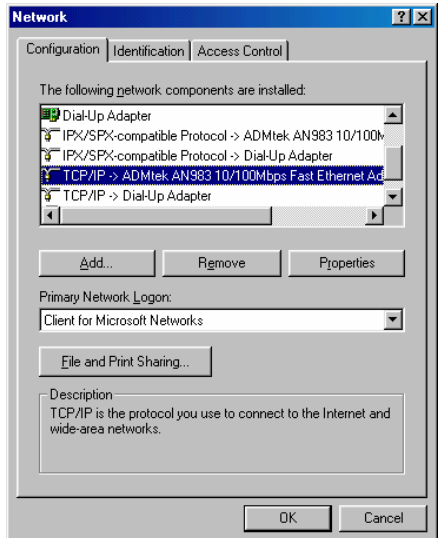 Network
Configuration Identification Access Control
The following network components are installed:
Dial-Up Adapter
IPX/SPX-compatible Protocol -> ADMtek AN983 10/100M
IPX/SPX-compatible Protocol -> Dial-Up Adapter
TCP/IP -> ADMtek AN983 10/100Mbps Fast Ethernet Ad
TCP/IP -> Dial-Up Adapter
Add... Remove Properties
Primary Network Logon:
Client for Microsoft Networks
File and Print Sharing...
Description
TCP/IP is the protocol you use to connect to the Internet and
wide-area networks.
OK Cancel